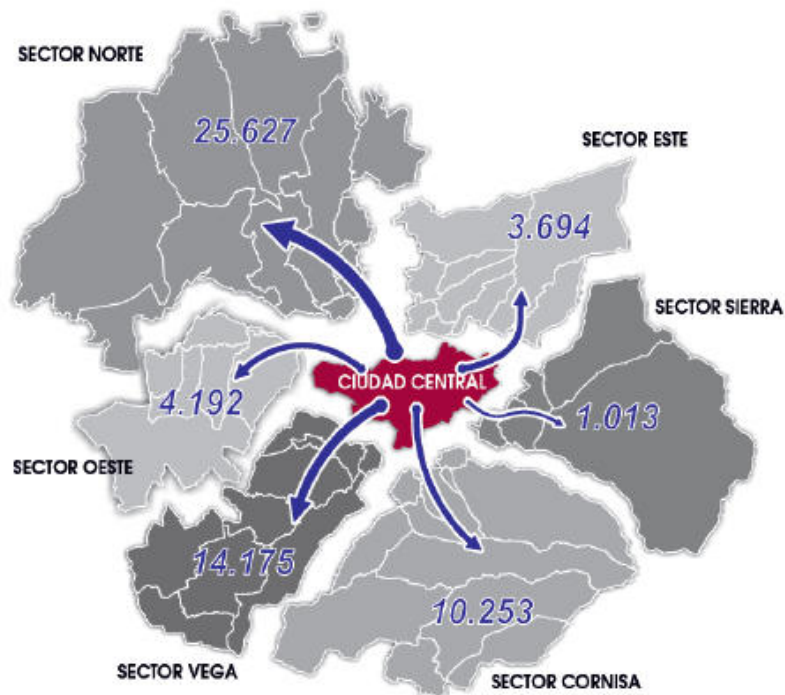 SECTOR NORTE
25.627
SECTOR ESTE
3.694
SECTOR SIERRA
CIUDAD CENTRAL
4.192
1.013
SECTOR OESTE
14.175
10.253
SECTOR VEGA
SECTOR CORNISA